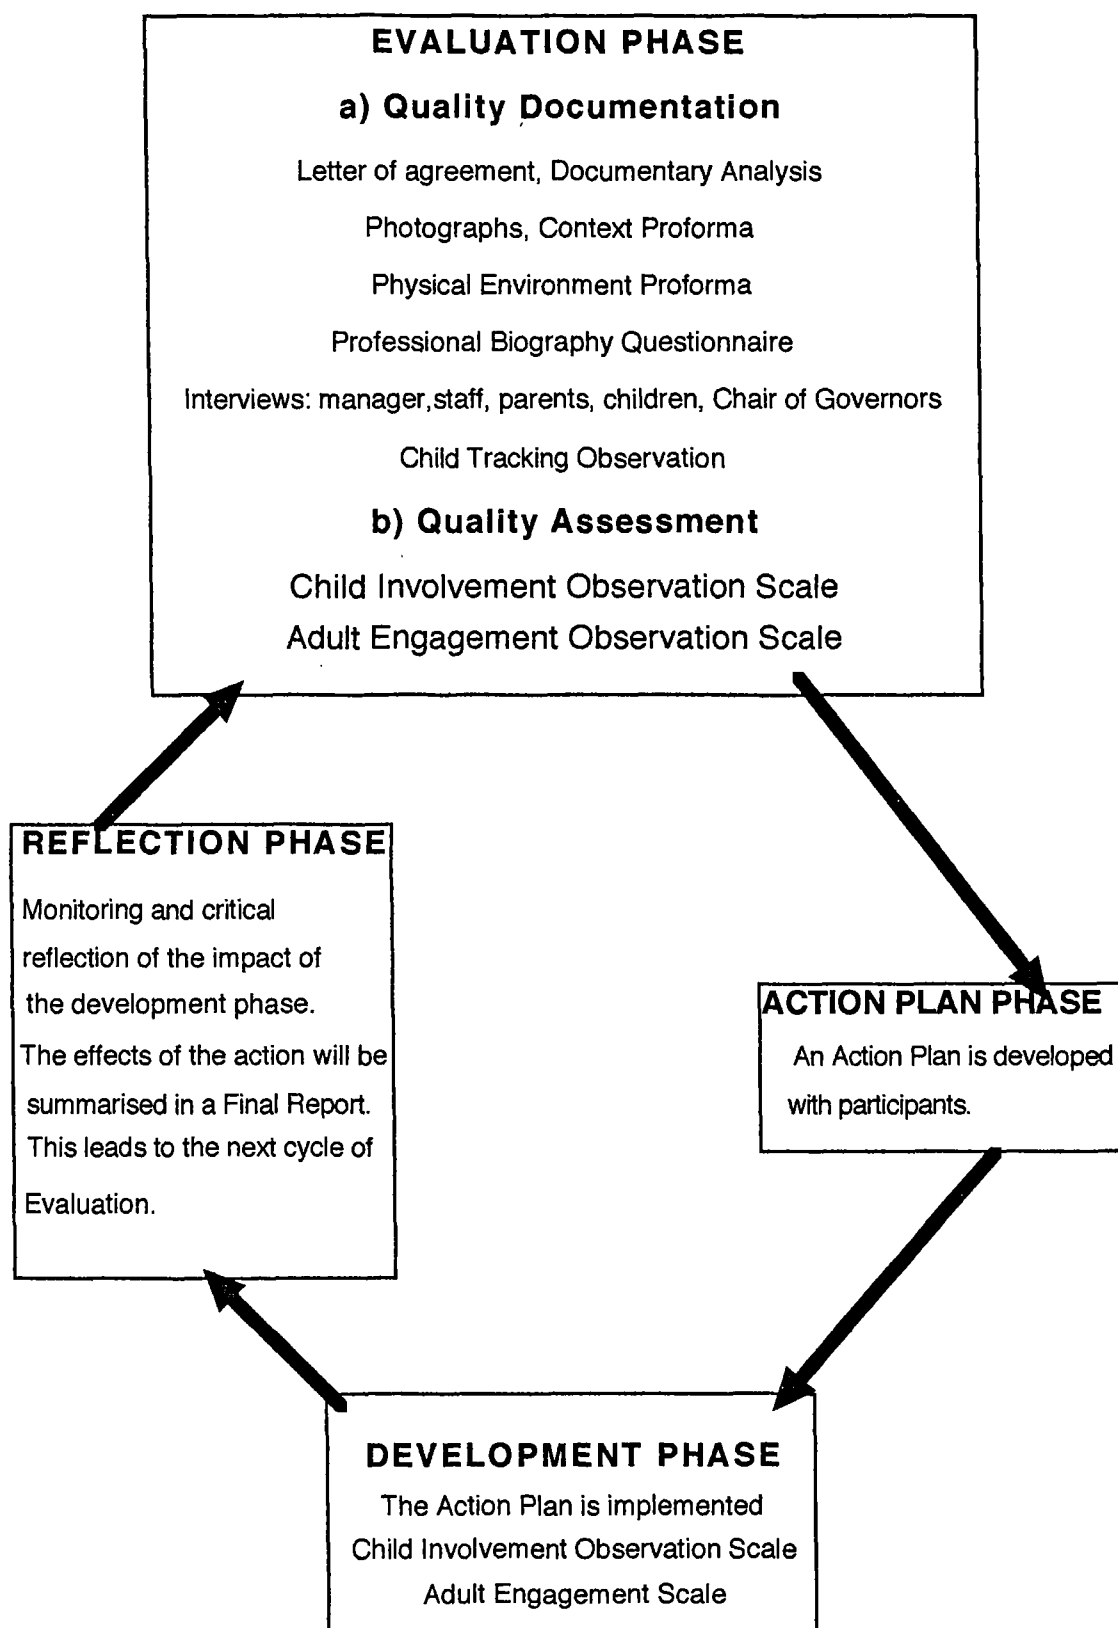 EVALUATION PHASE
a) Quality Documentation
Letter of agreement, Documentary Analysis
Photographs, Context Proforma
Physical Environment Proforma
Professional Biography Questionnaire
Interviews: manager,staff, parents, children, Chair of Governors
Child Tracking Observation
b) Quality Assessment
Child Involvement Observation Scale
Adult Engagement Observation Scale
REFLECTION PHASE
Monitoring and critical
reflection of the impact of
the development phase.
The effects of the action will be
summarised in a Final Report.
This leads to the next cycle of
Evaluation.
ACTION PLAN PHASE
An Action Plan is developed
with participants.
DEVELOPMENT PHASE
The Action Plan is implemented
Child Involvement Observation Scale
Adult Engagement Scale